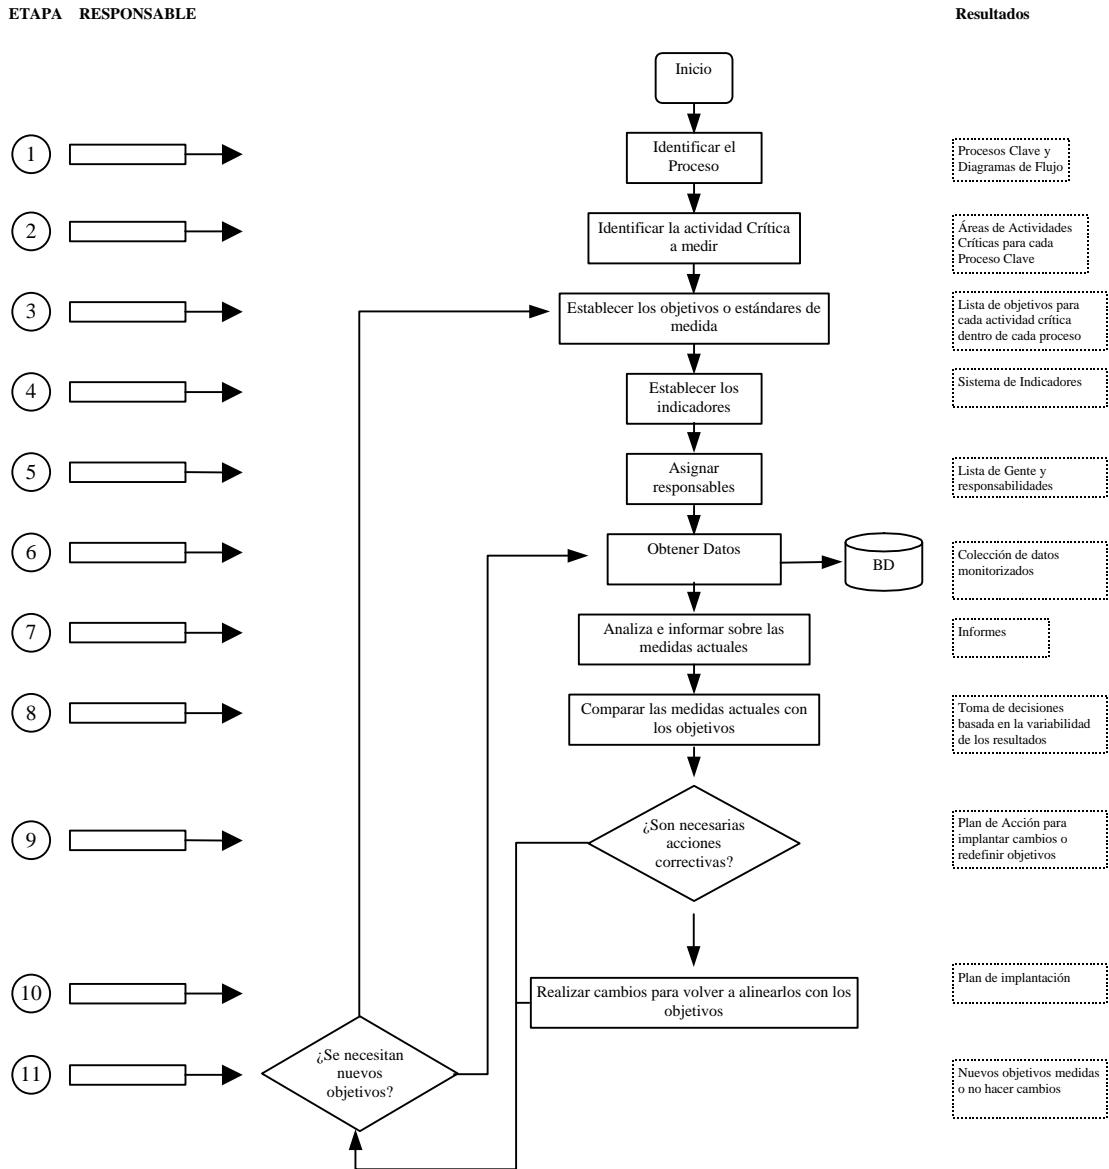 ETAPA RESPONSABLE Resultados
Inicio
1
Identificar el
Proceso
Procesos Clave y
Diagramas de Flujo
2
Identificar la actividad Crítica
a medir
Áreas de Actividades
Críticas para cada
Proceso Clave
3
Establecer los objetivos o estándares de
medida
Lista de objetivos para
cada actividad crítica
dentro de cada proceso
4
Establecer los
indicadores
Sistema de Indicadores
5
Asignar
responsables
Lista de Gente y
responsabilidades
6
Obtener Datos
BD
Colección de datos
monitorizados
7
Analiza e informar sobre las
medidas actuales
Informes
8
Comparar las medidas actuales con
los objetivos
Toma de decisiones
basada en la variabilidad
de los resultados
9
¿Son necesarias
acciones
correctivas?
Plan de Acción para
implantar cambios o
redefinir objetivos
10
Realizar cambios para volver a alinearlos con los
objetivos
Plan de implantación
11
¿Se necesitan
nuevos
objetivos?
Nuevos objetivos medidas
o no hacer cambios